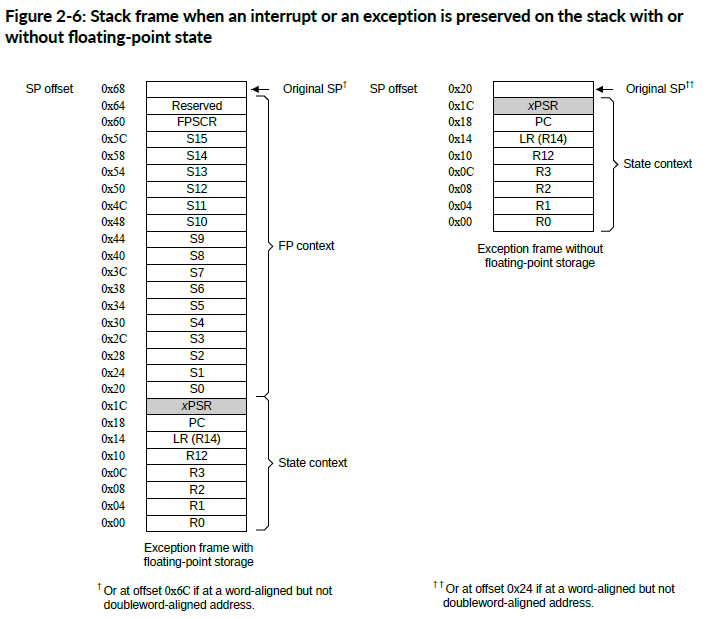 Figure 2-6: Stack frame when an interrupt or an exception is preserved on the stack with or
without floating-point state
SP offset 0x68 Original SP†
0x64 Reserved
0x60 FPSCR
0x5C S15
0x58 S14
0x54 S13
0x50 S12
0x4C S11
0x48 S10
0x44 S9
0x40 S8
FP context
0x3C S7
0x38 S6
0x34 S5
0x30 S4
0x2C S3
0x28 S2
0x24 S1
0x20 S0
0x1C xPSR
0x18 PC
0x14 LR (R14)
0x10 R12
State context
0x0C R3
0x08 R2
0x04 R1
0x00 R0
Exception frame with
floating-point storage
† Or at offset 0x6C if at a word-aligned but not
doubleword-aligned address.
SP offset 0x20 Original SP††
0x1C xPSR
0x18 PC
0x14 LR (R14)
0x10 R12
State context
0x0C R3
0x08 R2
0x04 R1
0x00 R0
Exception frame without
floating-point storage
†† Or at offset 0x24 if at a word-aligned but not
doubleword-aligned address.